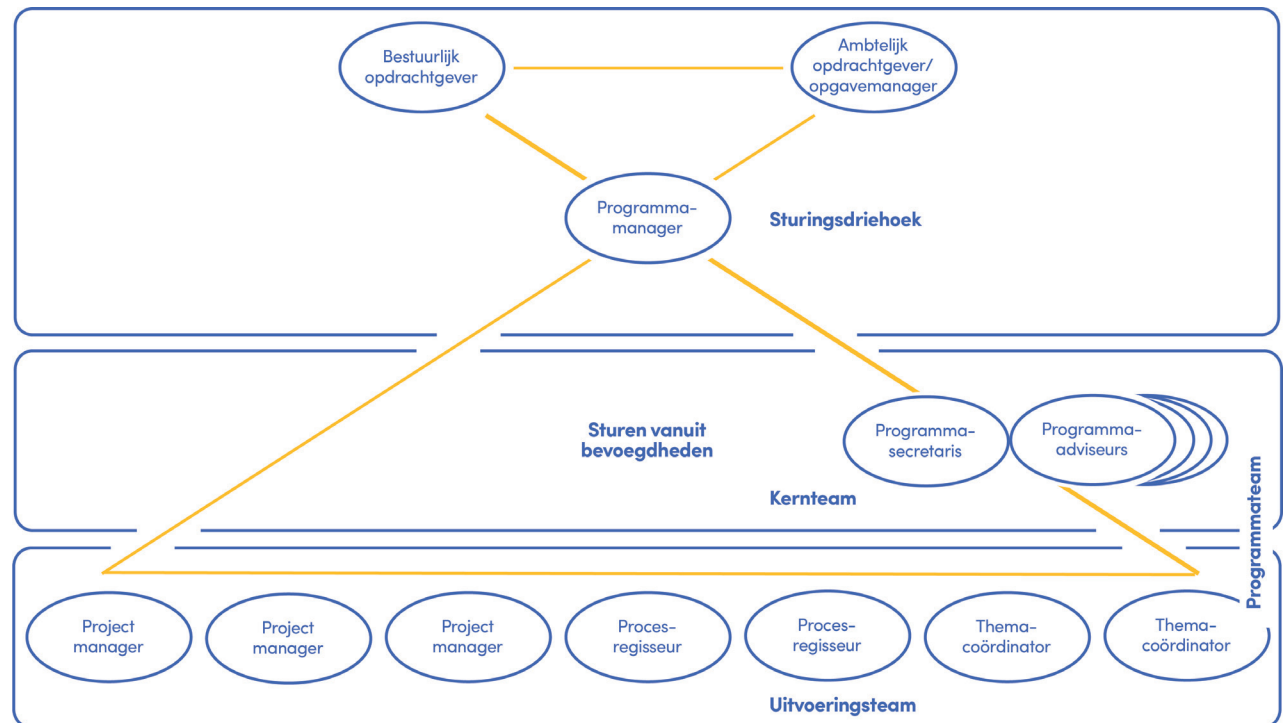 Bestuurlijk
opdrachtgever
Ambtelijk
opdrachtgever/
opgavemanager
Programma-
manager
Sturingsdriehoek
Sturen vanuit
bevoegdheden
Programma-
secretaris
Programma-
adviseurs
Kernteam
Programmateam
Project
manager
Project
manager
Project
manager
Proces-
regisseur
Proces-
regisseur
Thema-
coördinator
Thema-
coördinator
Uitvoeringsteam